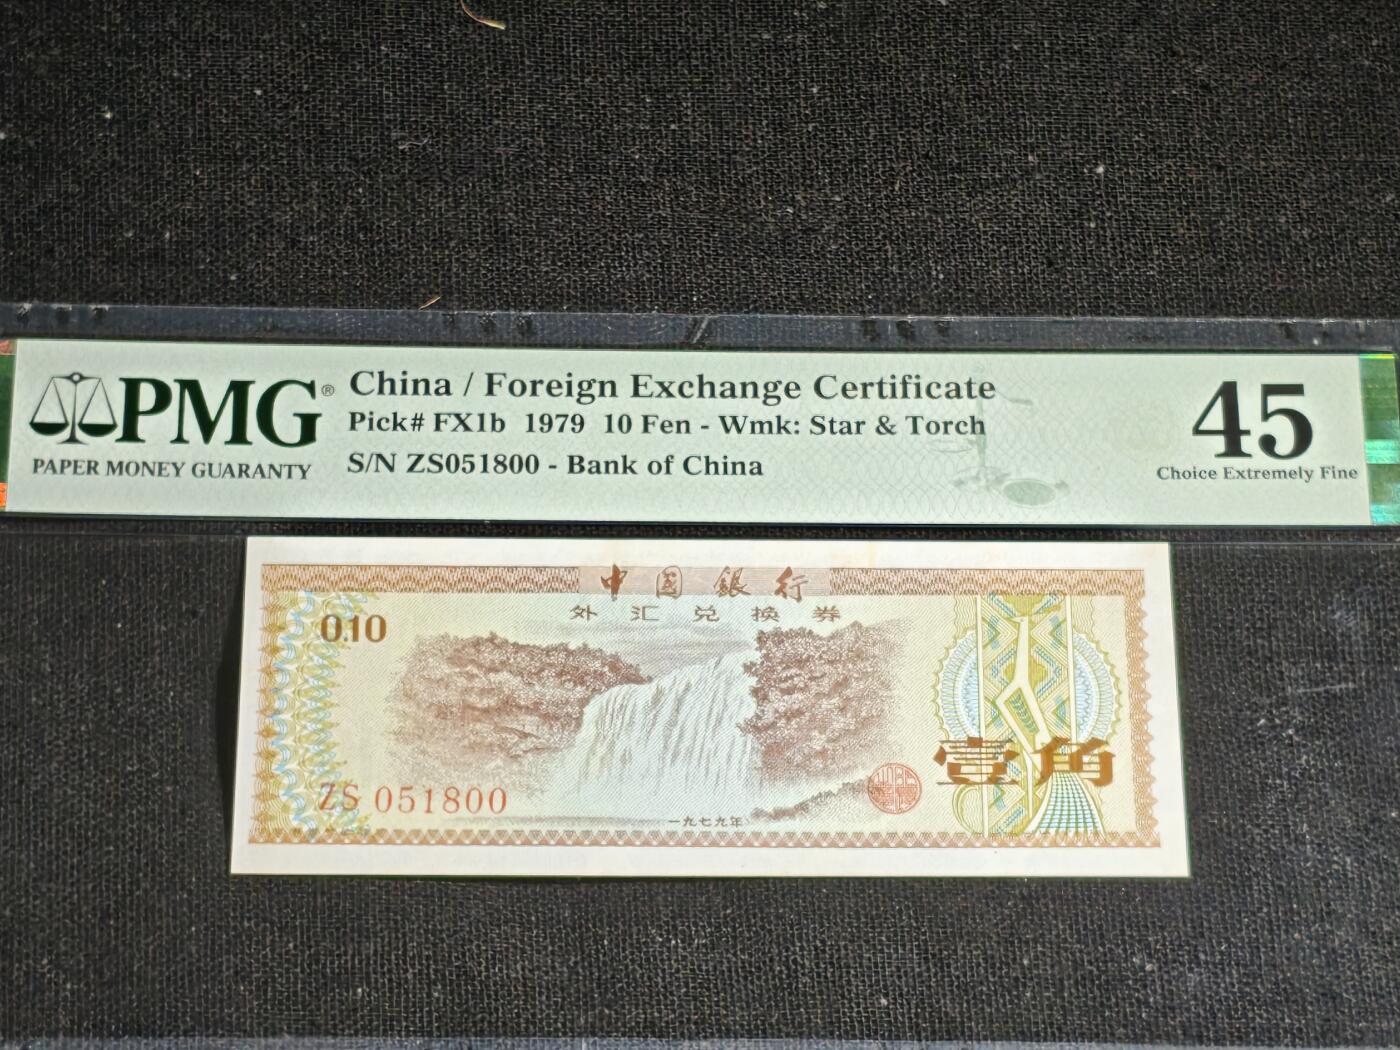 PMG®
PAPER MONEY GUARANTY
China / Foreign Exchange Certificate
Pick# FX1b 1979 10 Fen - Wmk: Star & Torch
S/N ZS051800 - Bank of China
45
Choice Extremely Fine
中国銀行
外汇兑换券
0.10
壹角
ZS 051800
一九七九年